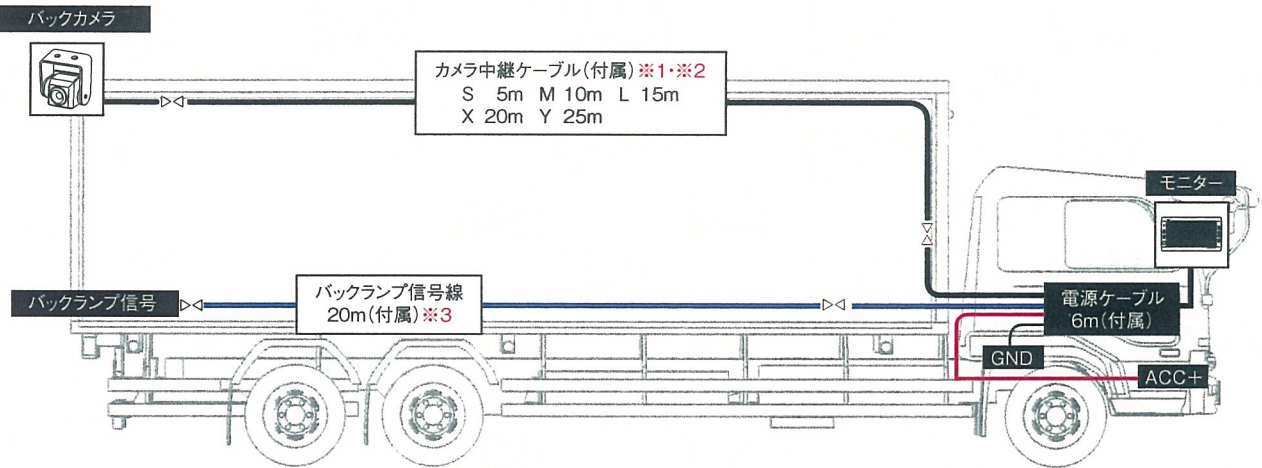 バックカメラ
カメラ中継ケーブル(付属)※1・※2
S 5m M 10m L 15m
X 20m Y 25m
モニター
バックランプ信号
バックランプ信号線
20m(付属)※3
電源ケーブル
6m(付属)
GND
ACC+